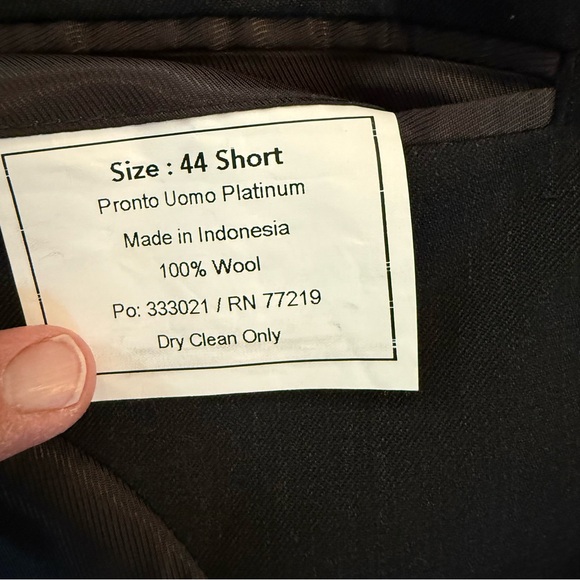 Size : 44 Short
Pronto Uomo Platinum
Made in Indonesia
100% Wool
Po: 333021 / RN 77219
Dry Clean Only